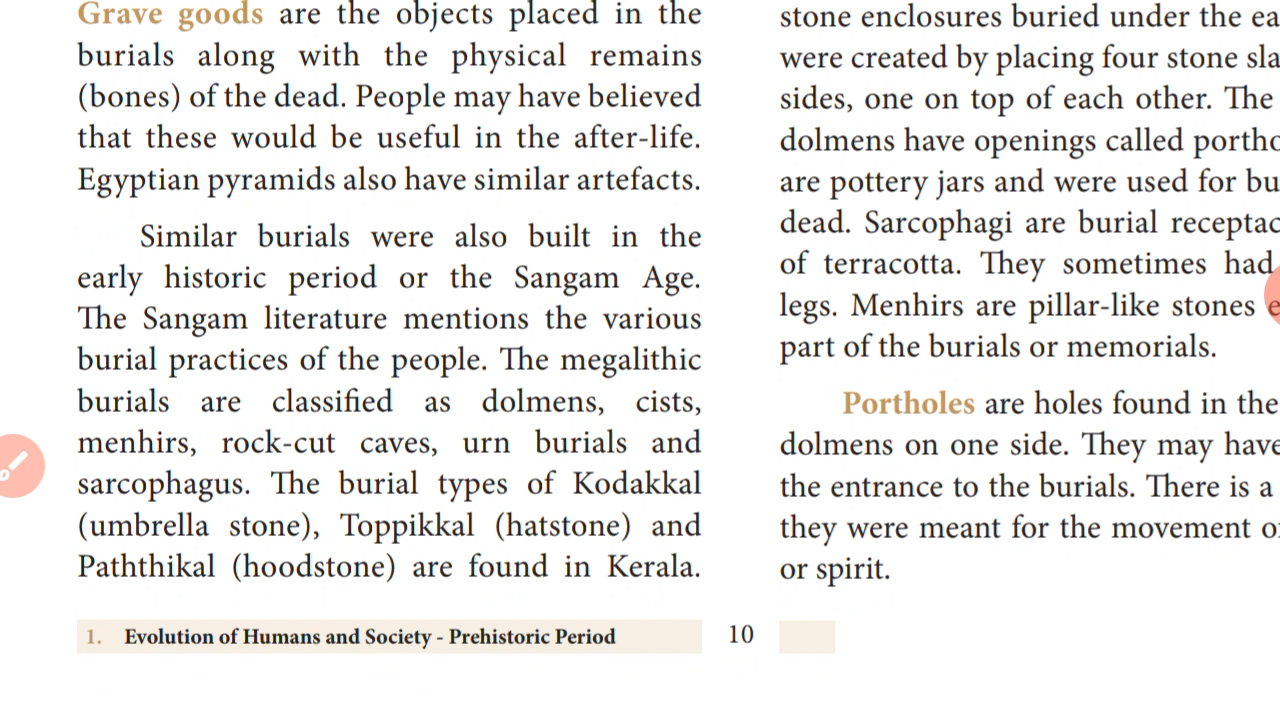 Grave goods are the objects placed in the
burials along with the physical remains
(bones) of the dead. People may have believed
that these would be useful in the after-life.
Egyptian pyramids also have similar artefacts.
Similar burials were also built in the
early historic period or the Sangam Age.
The Sangam literature mentions the various
burial practices of the people. The megalithic
burials are classified as dolmens, cists,
menhirs, rock-cut caves, urn burials and
sarcophagus. The burial types of Kodakkal
(umbrella stone), Toppikkal (hatstone) and
Paththikal (hoodstone) are found in Kerala.
stone enclosures buried under the
were created by placing four stone
sides, one on top of each other. The
dolmens have openings called
are pottery jars and were used for
dead. Sarcophagi are burial
of terracotta. They sometimes had
legs. Menhirs are pillar-like stones
part of the burials or memorials.
Portholes are holes found in the
dolmens on one side. They may have
the entrance to the burials. There is a
they were meant for the movement
or spirit.
1. Evolution of Humans and Society - Prehistoric Period
10